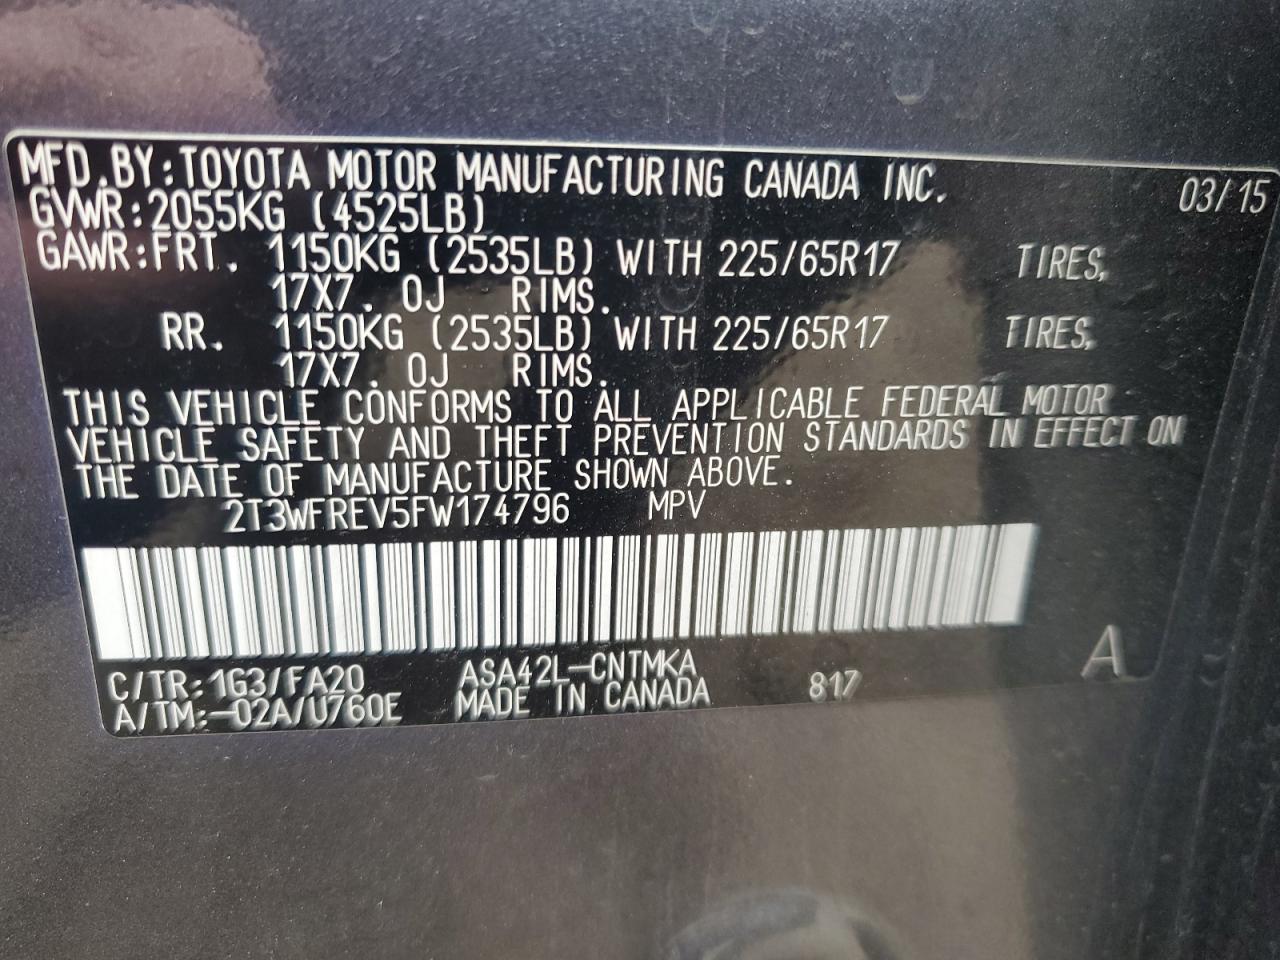 MFD.BY:TOYOTA MOTOR MANUFACTURING CANADA INC. 03/15
GVWR:2055KG (4525LB)
GAWR:FRT. 1150KG (2535LB) WITH 225/65R17 TIRES,
17X7. 0J RIMS.
RR. 1150KG (2535LB) WITH 225/65R17 TIRES,
17X7. 0J RIMS.
THIS VEHICLE CONFORMS TO ALL APPLICABLE FEDERAL MOTOR
VEHICLE SAFETY AND THEFT PREVENTION STANDARDS IN EFFECT ON
THE DATE OF MANUFACTURE SHOWN ABOVE.
2T3WFREV5FW174796 MPV
C/TR:1G3/FA20 ASA42L-CNTMKA A
A/TM:-02A/U760E MADE IN CANADA 817